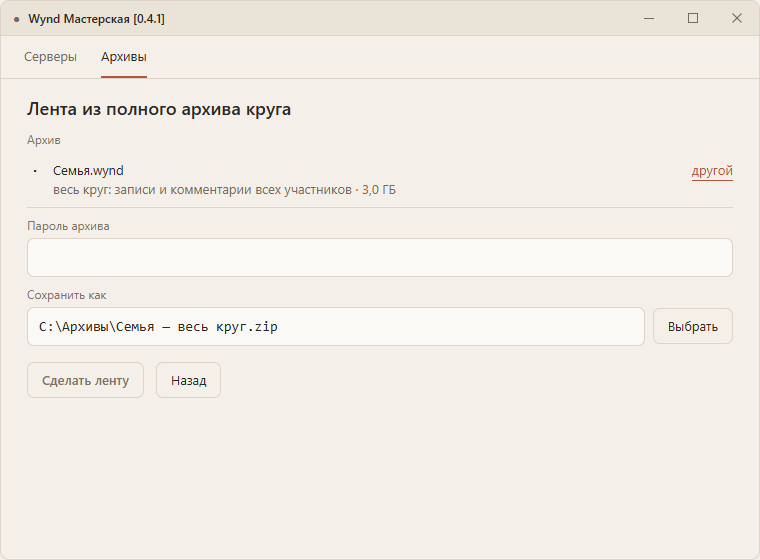 Wynd Мастерская [0.4.1]
Серверы Архивы
Лента из полного архива круга
Архив
Семья.wynd другой
весь круг: записи и комментарии всех участников · 3,0 ГБ
Пароль архива
Сохранить как
C:\Архивы\Семья — весь круг.zip Выбрать
Сделать ленту Назад